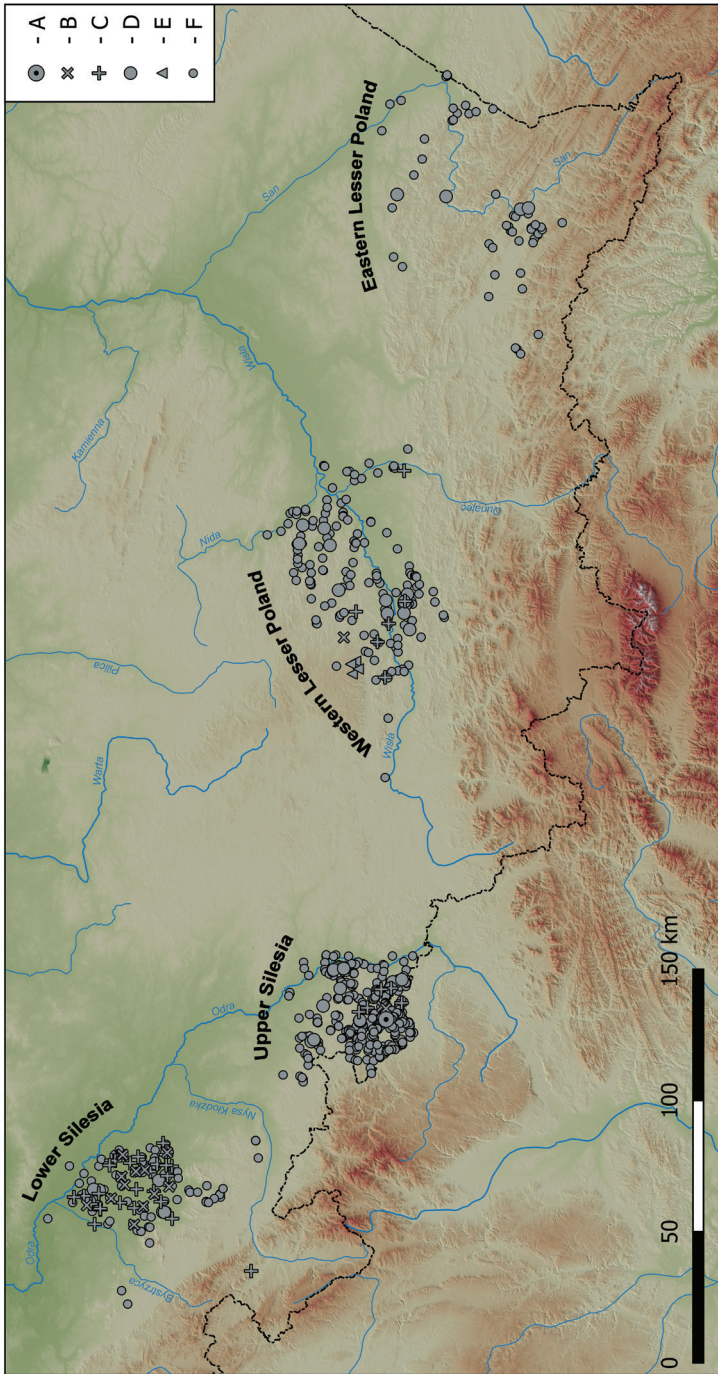 - A
- B
- C
- D
- E
- F
Lower Silesia
Upper Silesia
Western Lesser Poland
Eastern Lesser Poland
Odra
Bystrzyca
Nysa Kłodzka
Odra
Warta
Pilica
Nida
Kamienna
Wisła
Wisła
Dunajec
San
San
0 50 100 150 km